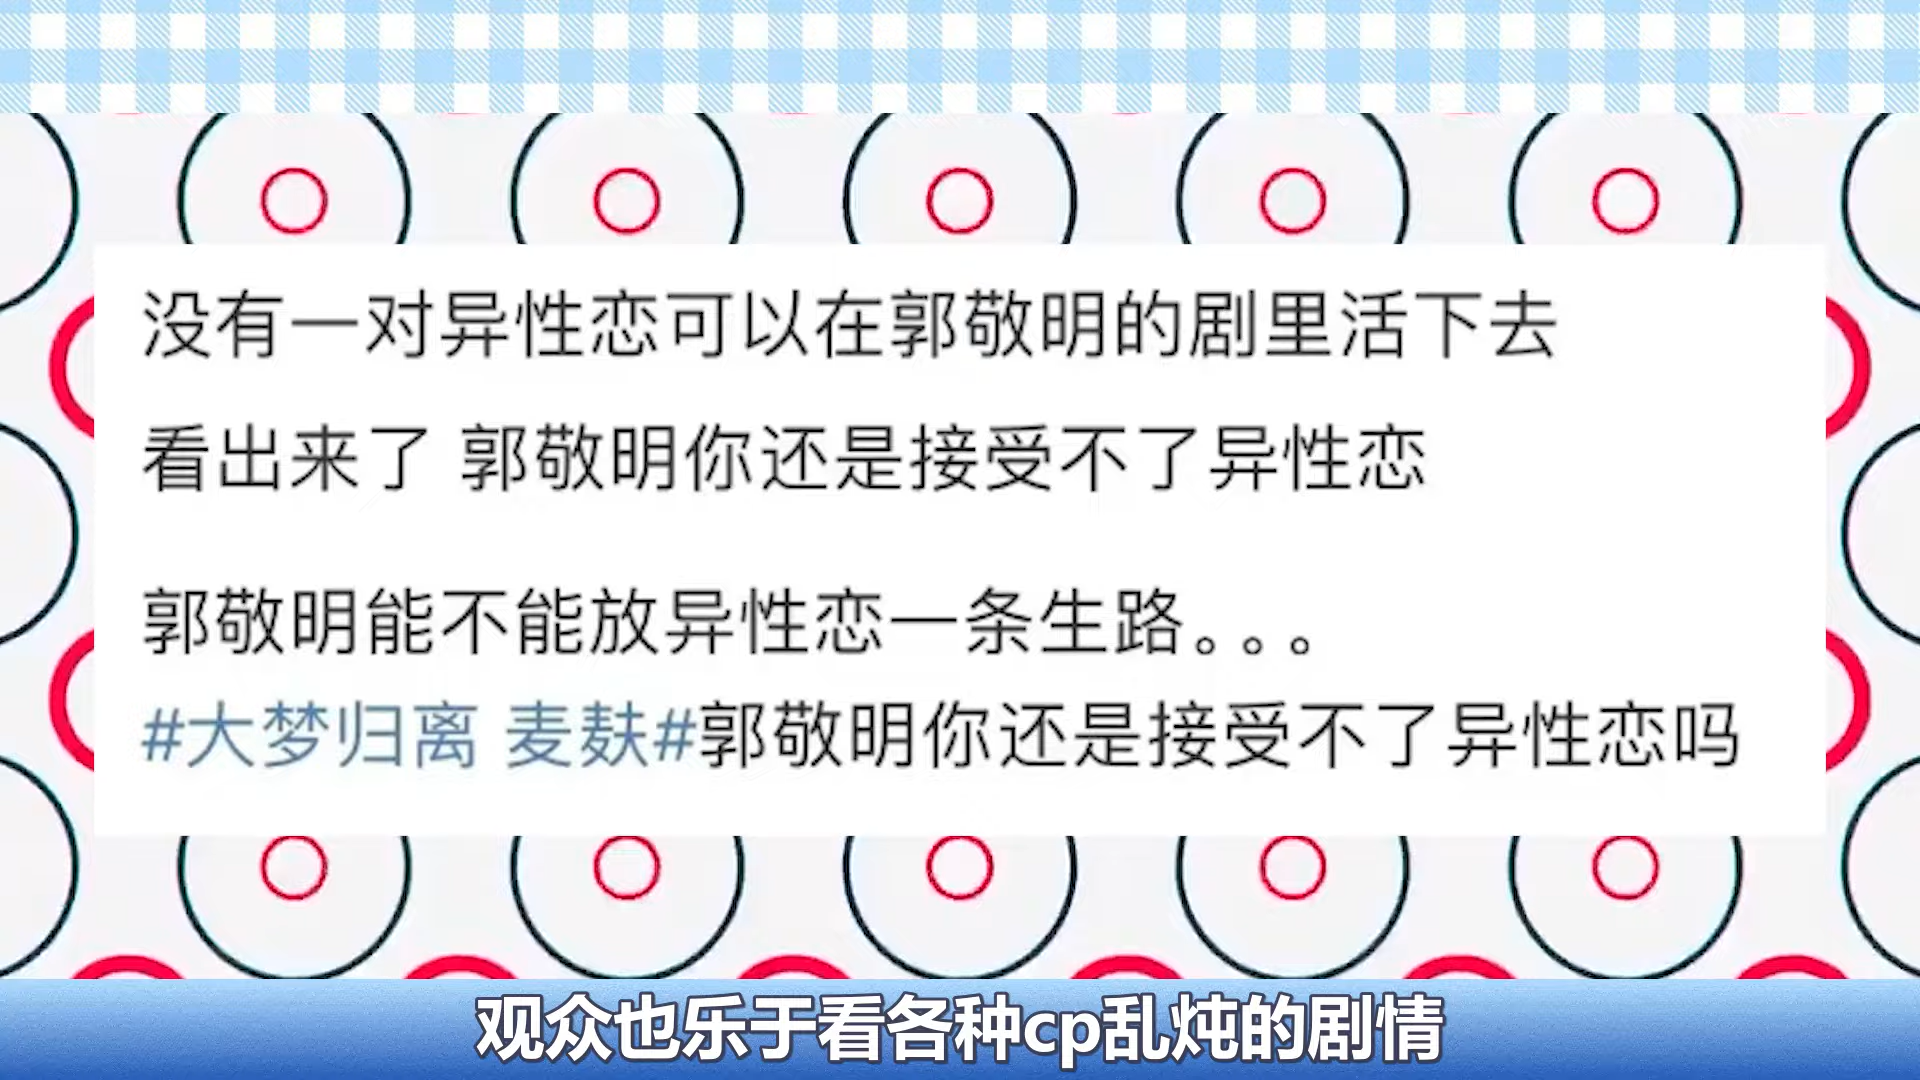 没有一对异性恋可以在郭敬明的剧里活下去
看出来了 郭敬明你还是接受不了异性恋
郭敬明能不能放异性恋一条生路。。。
#大梦归离 麦麸#郭敬明你还是接受不了异性恋吗
观众也乐于看各种cp乱炖的剧情